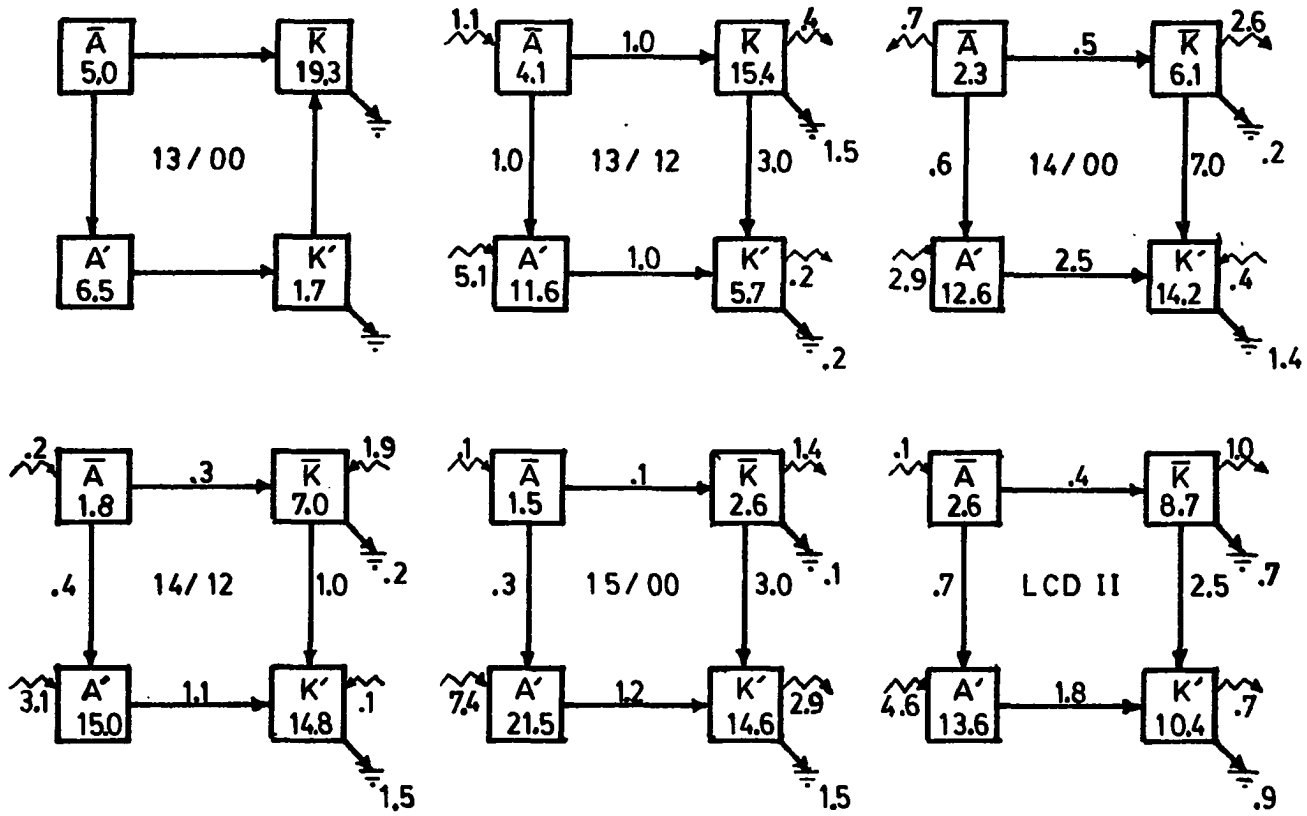 A̅ 5.0
K̅ 19.3
13/00
A′ 6.5
K′ 1.7
1.1
A̅ 4.1
1.0
K̅ 15.4
.4
1.5
1.0
13/12
3.0
5.1
A′ 11.6
1.0
K′ 5.7
.2
.2
.7
A̅ 2.3
.5
K̅ 6.1
2.6
.2
.6
14/00
7.0
2.9
A′ 12.6
2.5
K′ 14.2
.4
1.4
.2
A̅ 1.8
.3
K̅ 7.0
1.9
.2
.4
14/12
1.0
3.1
A′ 15.0
1.1
K′ 14.8
.1
1.5
.1
A̅ 1.5
.1
K̅ 2.6
1.4
.1
.3
15/00
3.0
7.4
A′ 21.5
1.2
K′ 14.6
2.9
1.5
.1
A̅ 2.6
.4
K̅ 8.7
1.0
.7
.7
LCD II
2.5
4.6
A′ 13.6
1.8
K′ 10.4
.7
.9